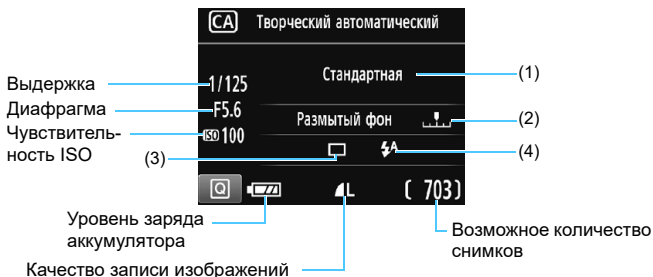 CA Творческий автоматический
Стандартная
(1)
Выдержка
1/125
Диафрагма
F5.6
Размытый фон
(2)
Чувствитель-
ность ISO
ISO 100
(3)
A
(4)
Q
L
( 703)
Уровень заряда
аккумулятора
Возможное количество
снимков
Качество записи изображений